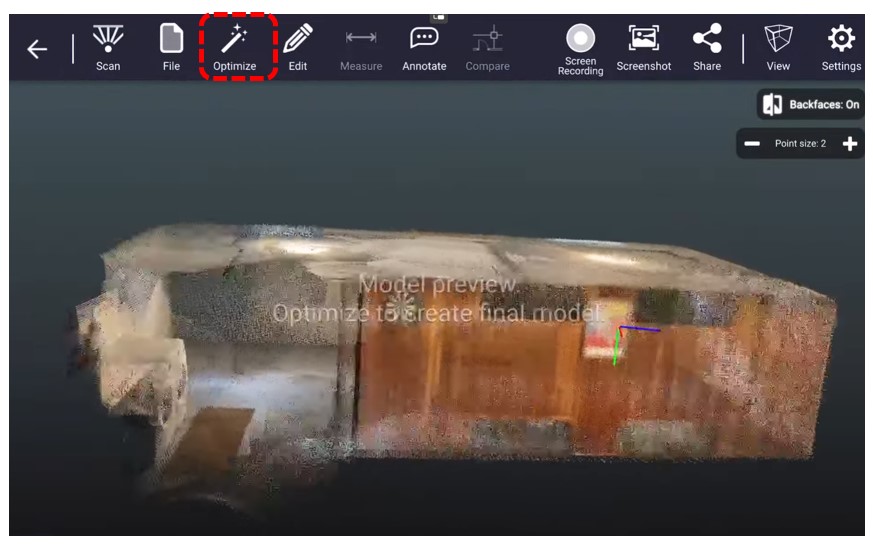 Scan
File
Optimize
Edit
Measure
Annotate
Compare
Screen
Recording
Screenshot
Share
View
Settings
Backfaces: On
Point size: 2
Model preview
Optimize to create final model